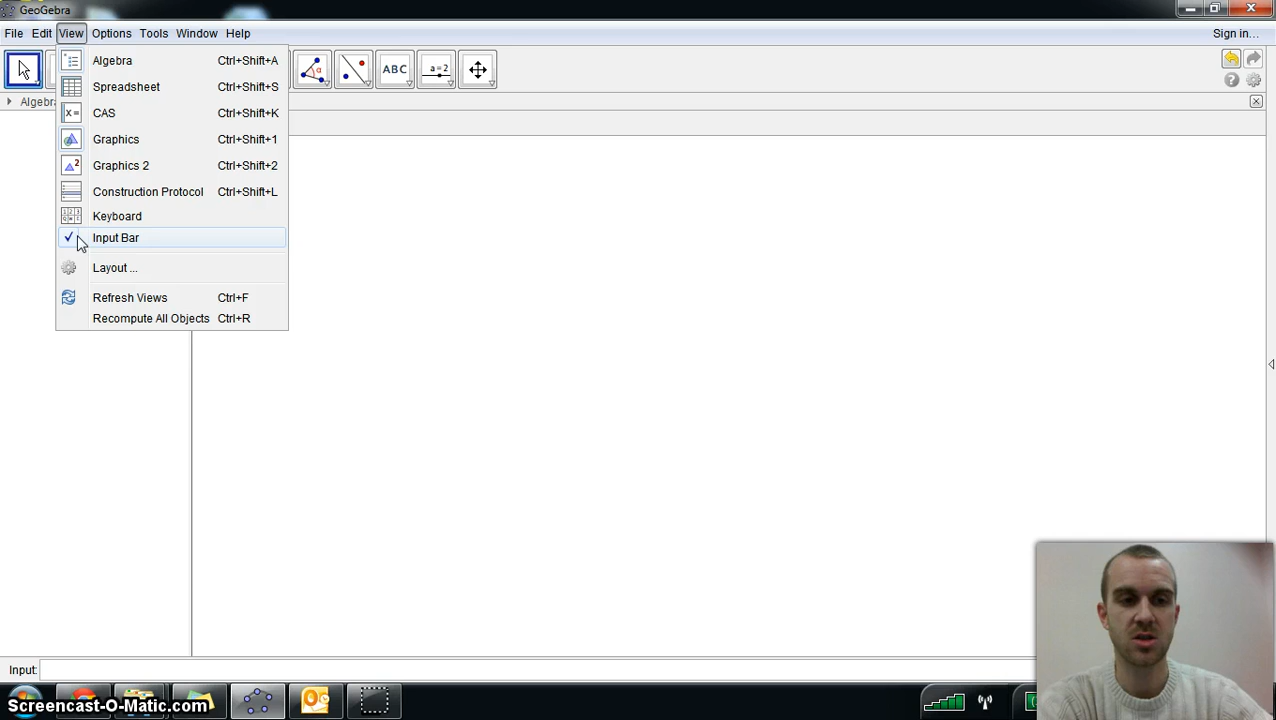 GeoGebra
File Edit View Options Tools Window Help Sign in...
Algebra Ctrl+Shift+A
Spreadsheet Ctrl+Shift+S
CAS Ctrl+Shift+K
Graphics Ctrl+Shift+1
Graphics 2 Ctrl+Shift+2
Construction Protocol Ctrl+Shift+L
Keyboard
Input Bar
Layout ...
Refresh Views Ctrl+F
Recompute All Objects Ctrl+R
ABC
a=2
Algebra
Input:
Screencast-O-Matic.com